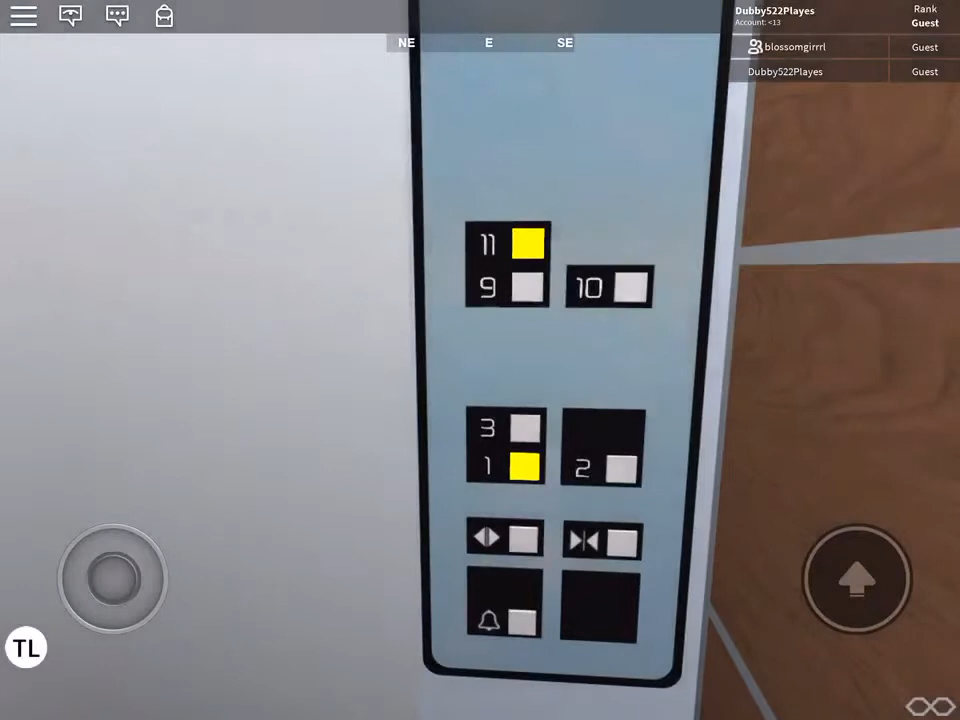 Dubby522Playes
Account: <13
Rank
Guest
blossomgirrrl
Guest
Dubby522Playes
Guest
NE E SE
11
9
10
3
1
2
TL